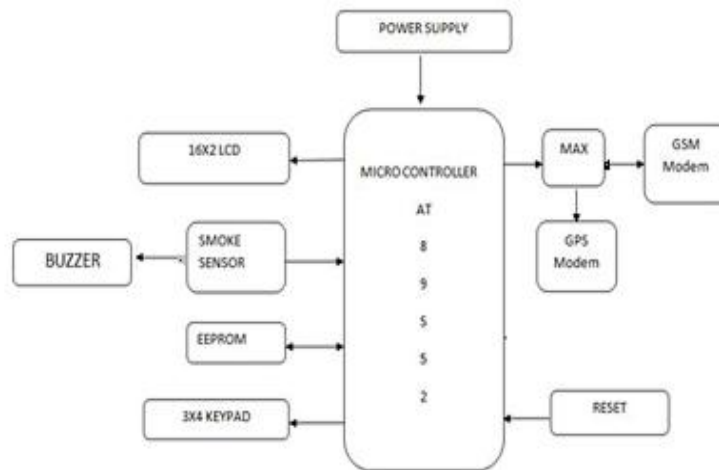 POWER SUPPLY
16X2 LCD
MICRO CONTROLLER
AT
8
9
S
5
2
MAX
GSM
Modem
SMOKE
SENSOR
BUZZER
GPS
Modem
EEPROM
3X4 KEYPAD
RESET